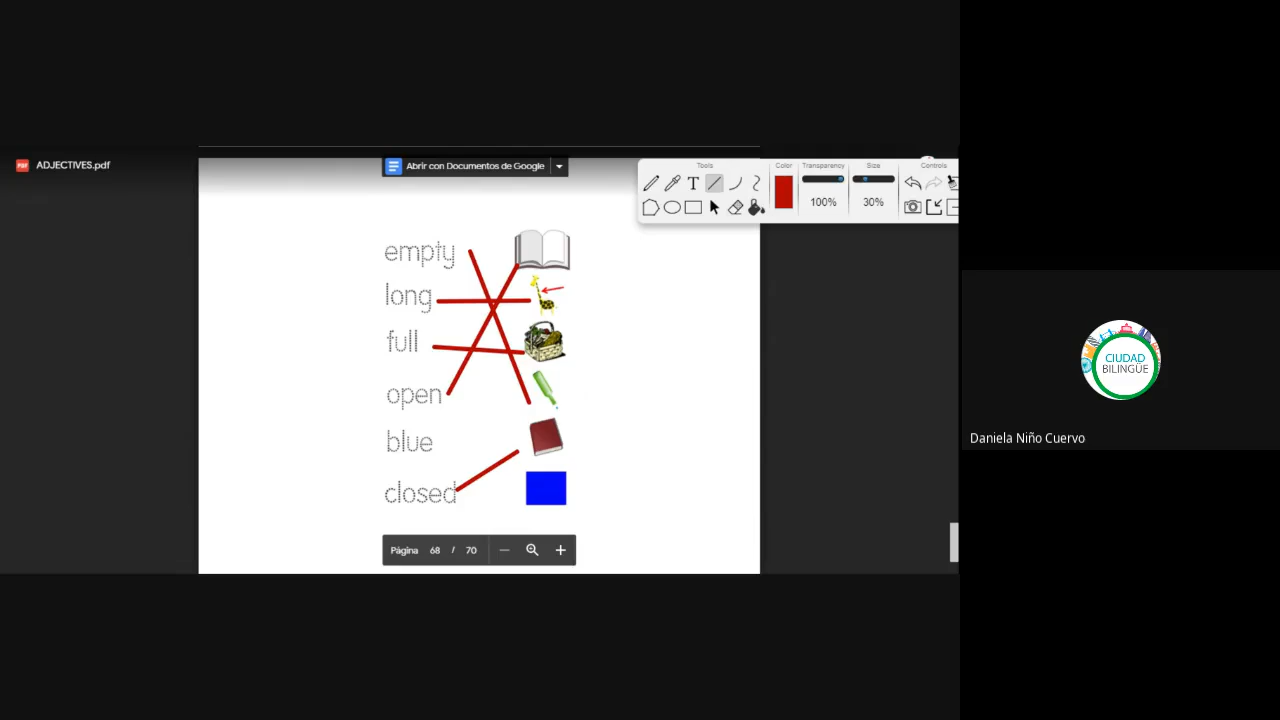 ADJECTIVES.pdf
PDF
Abrir con Documentos de Google
Tools
Color
Transparency
Size
Controls
T
100%
30%
empty
long
full
open
blue
closed
Página 68 / 70
CIUDAD
BILINGÜE
Daniela Niño Cuervo